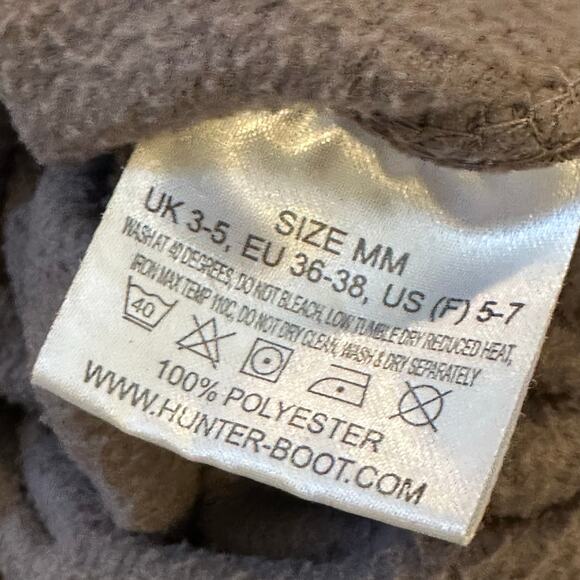 SIZE MM
UK 3-5, EU 36-38, US (F) 5-7
WASH AT 40 DEGREES, DO NOT BLEACH, LOW TUMBLE DRY REDUCED HEAT,
IRON MAX TEMP 110C, DO NOT DRY CLEAN, WASH & DRY SEPARATELY
40
100% POLYESTER
WWW.HUNTER-BOOT.COM